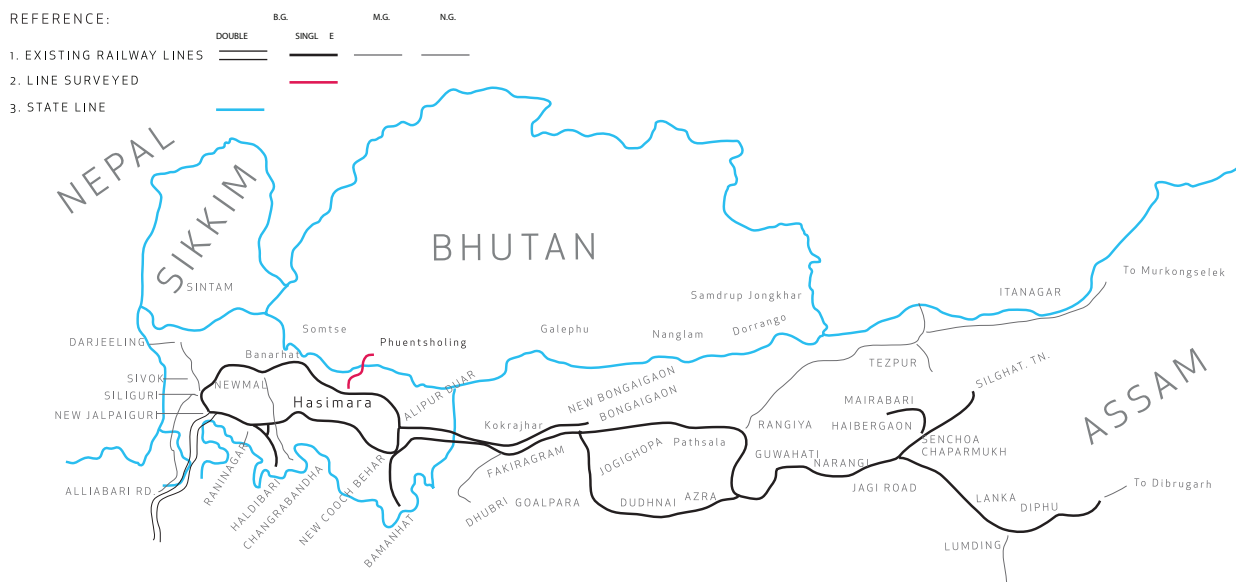 REFERENCE:
B.G. M.G. N.G.
DOUBLE SINGL E
1. EXISTING RAILWAY LINES
2. LINE SURVEYED
3. STATE LINE
NEPAL
SIKKIM
SINTAM
BHUTAN
ASSAM
To Murkongselek
ITANAGAR
Samdrup Jongkhar
Dorrango
Nanglam
Galephu
Somtse
Phuentsholing
DARJEELING
Banarhat
SIVOK
NEWMAL
SILIGURI
Hasimara
NEW JALPAIGURI
ALIPUR DUAR
TEZPUR
SILGHAT. TN.
MAIRABARI
HAIBERGAON
NEW BONGAIGAON
BONGAIGAON
Kokrajhar
RANGIYA
SENCHOA
CHAPARMUKH
Pathsala
JOGIGHOPA
FAKIRAGRAM
GUWAHATI
NARANGI
JAGI ROAD
ALLIABARI RD.
RANINAGAR
HALDIBARI
CHANGRABANDHA
NEW COOCH BEHAR
BAMANHAT
DHUBRI
GOALPARA
DUDHNAI
AZRA
LANKA
DIPHU
To Dibrugarh
LUMDING